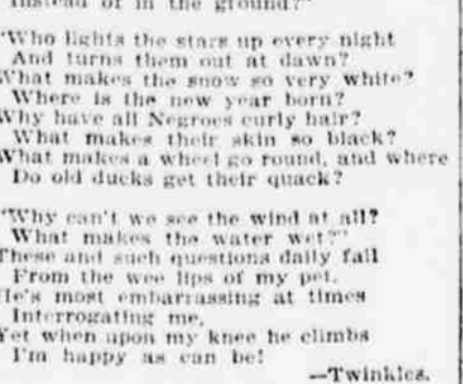 Instead of in the ground?"
"Who lights the stars up every night
And turns them out at dawn?
What makes the snow so very white?
Where is the new year born?
Why have all Negroes curly hair?
What makes their skin so black?
What makes a wheel go round, and where
Do old ducks get their quack?
"Why can't we see the wind at all?
What makes the water wet?"
These and such questions daily fall
From the wee lips of my pet.
He's most embarrassing at times
Interrogating me,
Yet when upon my knee he climbs
I'm happy as can be!
—Twinkles.